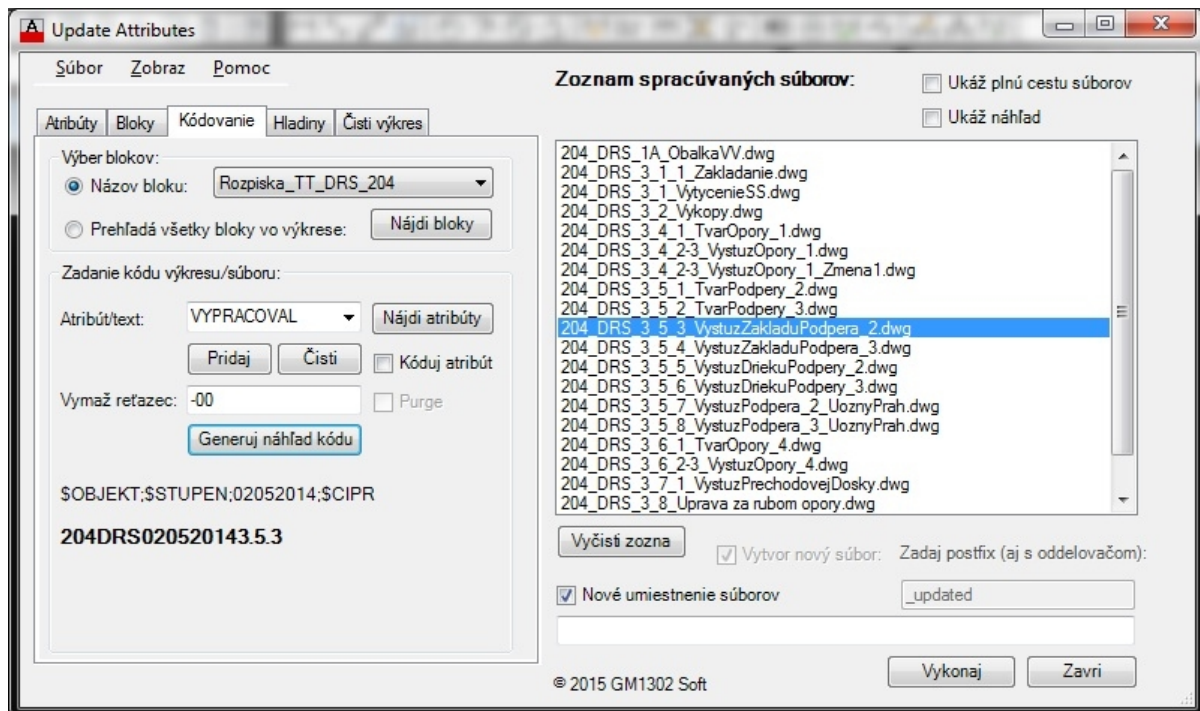 Update Attributes
Súbor Zobraz Pomoc
Atribúty Bloky Kódovanie Hladiny Čisti výkres
Výber blokov:
Názov bloku: Rozpiska_TT_DRS_204
Prehľadá všetky bloky vo výkrese: Nájdi bloky
Zadanie kódu výkresu/súboru:
Atribút/text: VYPRACOVAL Nájdi atribúty
Pridaj Čisti Kóduj atribút
Vymaž reťazec: -00 Purge
Generuj náhľad kódu
$OBJEKT;$STUPEN;02052014;$CIPR
204DRS020520143.5.3
Zoznam spracúvaných súborov:
Ukáž plnú cestu súborov
Ukáž náhľad
204_DRS_1A_ObalkaVV.dwg
204_DRS_3_1_1_Zakladanie.dwg
204_DRS_3_1_VytycenieSS.dwg
204_DRS_3_2_Vykopy.dwg
204_DRS_3_4_1_TvarOpory_1.dwg
204_DRS_3_4_2-3_VystuzOpory_1.dwg
204_DRS_3_4_2-3_VystuzOpory_1_Zmena1.dwg
204_DRS_3_5_1_TvarPodpery_2.dwg
204_DRS_3_5_2_TvarPodpery_3.dwg
204_DRS_3_5_3_VystuzZakladuPodpera_2.dwg
204_DRS_3_5_4_VystuzZakladuPodpera_3.dwg
204_DRS_3_5_5_VystuzDriekuPodpery_2.dwg
204_DRS_3_5_6_VystuzDriekuPodpery_3.dwg
204_DRS_3_5_7_VystuzPodpera_2_UoznyPrah.dwg
204_DRS_3_5_8_VystuzPodpera_3_UoznyPrah.dwg
204_DRS_3_6_1_TvarOpory_4.dwg
204_DRS_3_6_2-3_VystuzOpory_4.dwg
204_DRS_3_7_1_VystuzPrechodovejDosky.dwg
204_DRS_3_8_Uprava za rubom opory.dwg
Vyčisti zozna Vytvor nový súbor: Zadaj postfix (aj s oddelovačom):
Nové umiestnenie súborov _updated
Vykonaj Zavri
© 2015 GM1302 Soft